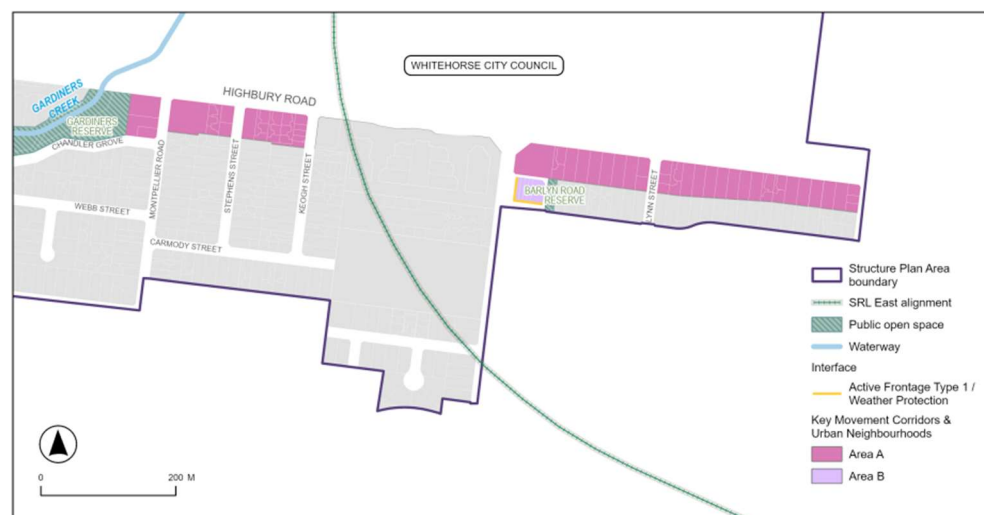 WHITEHORSE CITY COUNCIL
GARDINERS
CREEK
HIGHBURY ROAD
GARDINERS
RESERVE
CHANDLER GROVE
MONTPELLIER ROAD
STEPHENS STREET
KEOGH STREET
WEBB STREET
CARMODY STREET
BARLYN ROAD
RESERVE
LYNN STREET
Structure Plan Area
boundary
SRL East alignment
Public open space
Waterway
Interface
Active Frontage Type 1 /
Weather Protection
Key Movement Corridors &
Urban Neighbourhoods
Area A
Area B
0 200 M